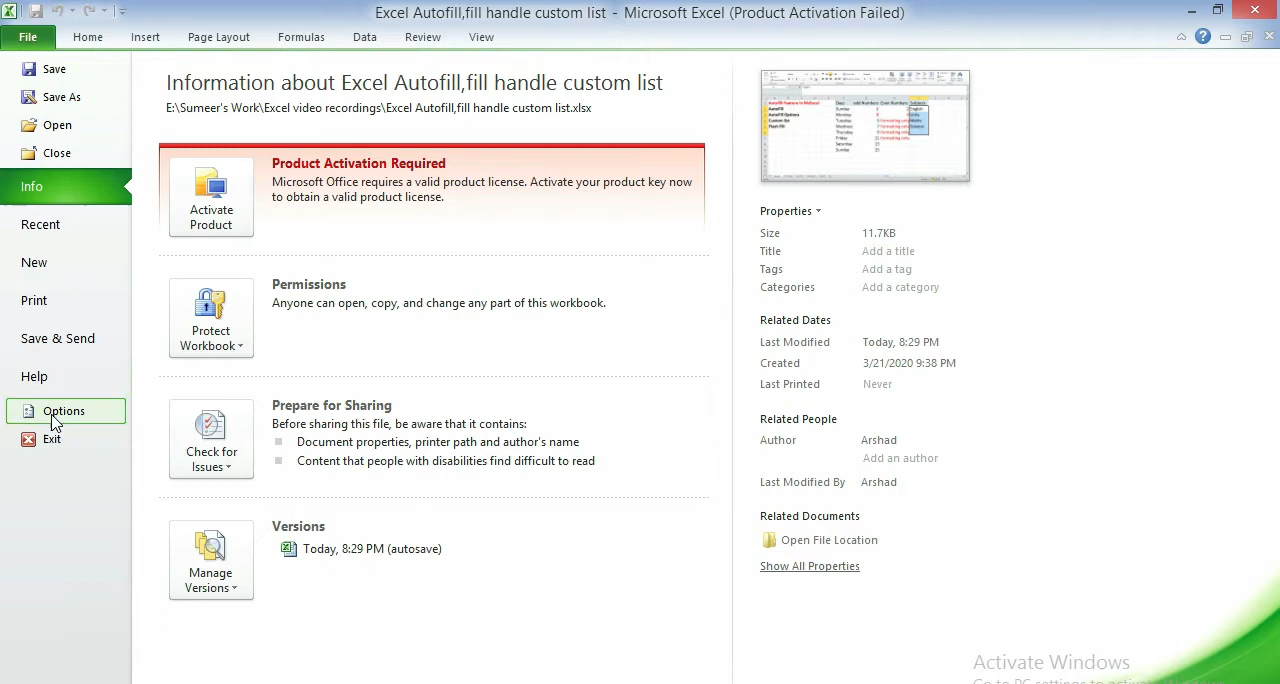 Excel Autofill,fill handle custom list - Microsoft Excel (Product Activation Failed)
File Home Insert Page Layout Formulas Data Review View
Save
Save As
Open
Close
Info
Recent
New
Print
Save & Send
Help
Options
Exit
Information about Excel Autofill,fill handle custom list
E:\Sumera's Work\Excel video recordings\Excel Autofill,fill handle custom list.xlsx
Activate
Product
Product Activation Required
Microsoft Office requires a valid product license. Activate your product key now
to obtain a valid product license.
Protect
Workbook
Permissions
Anyone can open, copy, and change any part of this workbook.
Check for
Issues
Prepare for Sharing
Before sharing this file, be aware that it contains:
Document properties, printer path and author's name
Content that people with disabilities find difficult to read
Manage
Versions
Versions
Today, 8:29 PM (autosave)
Properties
Size 11.7KB
Title Add a title
Tags Add a tag
Categories Add a category
Related Dates
Last Modified Today, 8:29 PM
Created 3/21/2020 9:38 PM
Last Printed Never
Related People
Author Arshad
Add an author
Last Modified By Arshad
Related Documents
Open File Location
Show All Properties
Activate Windows